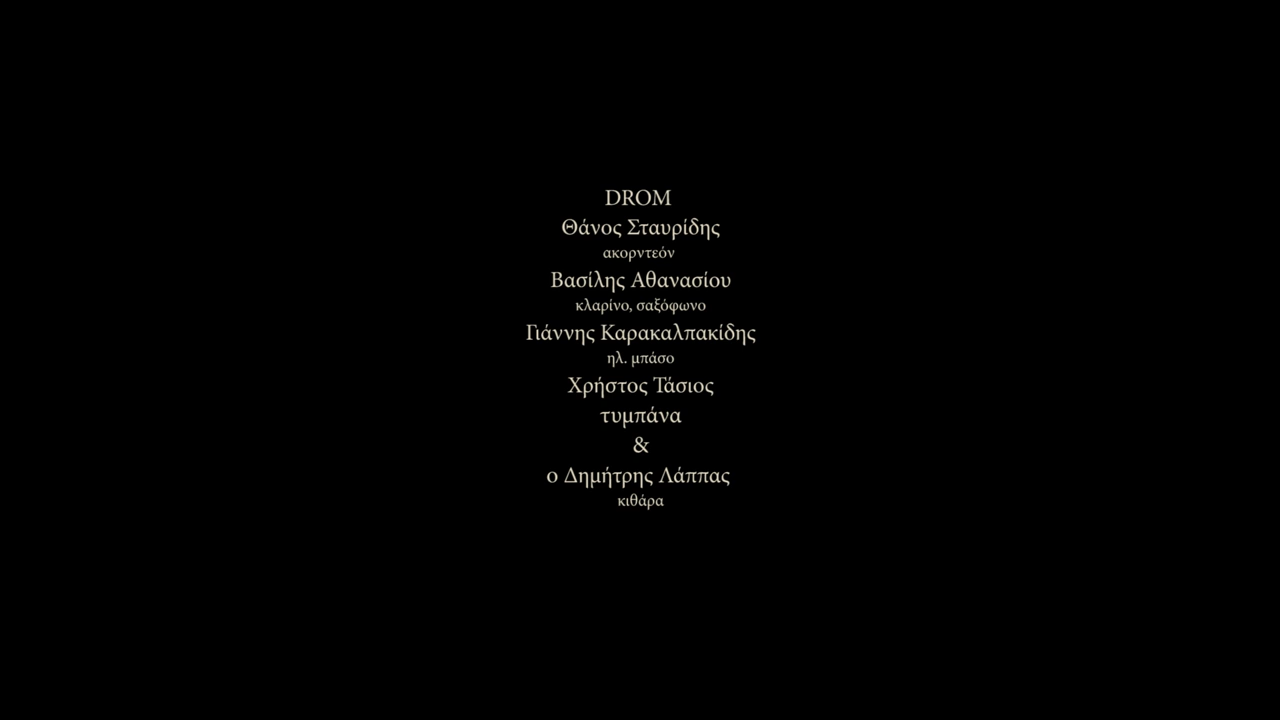 DROM
Θάνος Σταυρίδης
ακορντεόν
Βασίλης Αθανασίου
κλαρίνο, σαξόφωνο
Γιάννης Καρακαλπακίδης
ηλ. μπάσο
Χρήστος Τάσιος
τυμπάνα
&
ο Δημήτρης Λάππας
κιθάρα